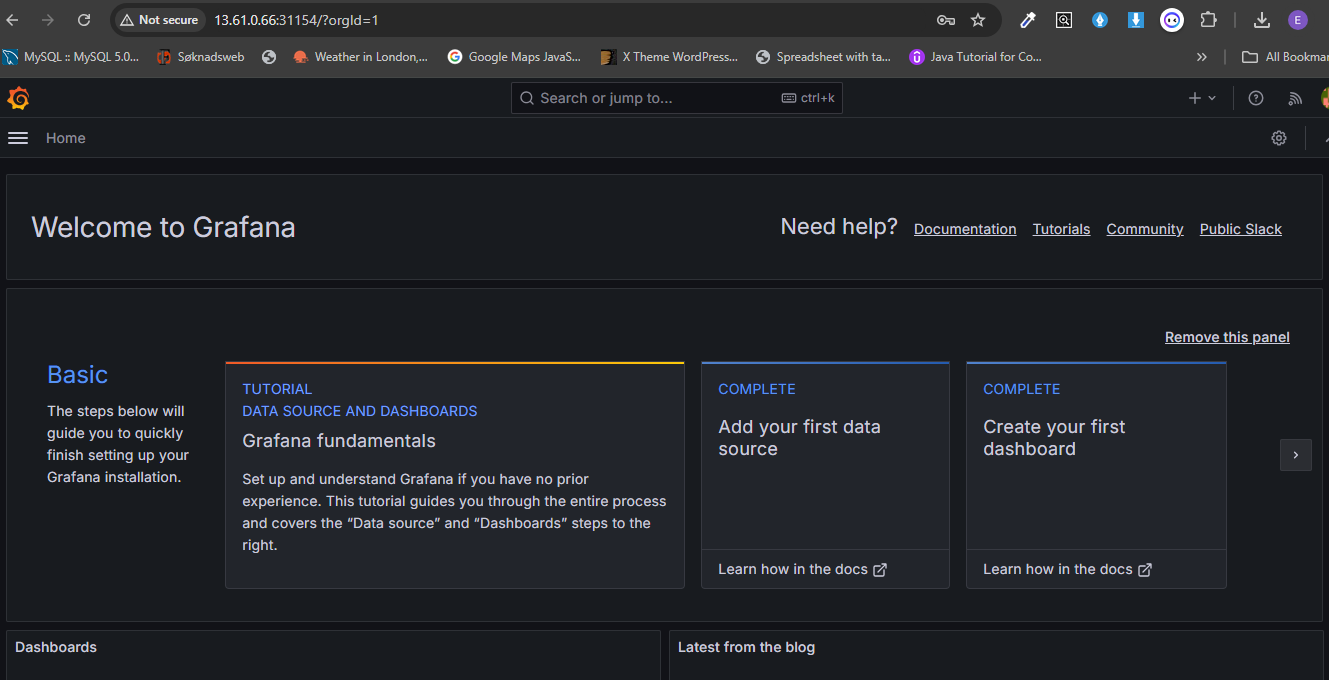 Not secure 13.61.0.66:31154/?orgId=1 E
MySQL :: MySQL 5.0... Søknadsweb Weather in London,... Google Maps JavaS... X Theme WordPress... Spreadsheet with ta... Java Tutorial for Co... » All Bookmar
Search or jump to... ctrl+k
Home
Welcome to Grafana
Need help? Documentation Tutorials Community Public Slack
Remove this panel
Basic
The steps below will
guide you to quickly
finish setting up your
Grafana installation.
TUTORIAL
DATA SOURCE AND DASHBOARDS
Grafana fundamentals
Set up and understand Grafana if you have no prior
experience. This tutorial guides you through the entire process
and covers the “Data source” and “Dashboards” steps to the
right.
COMPLETE
Add your first data
source
Learn how in the docs
COMPLETE
Create your first
dashboard
Learn how in the docs
Dashboards
Latest from the blog